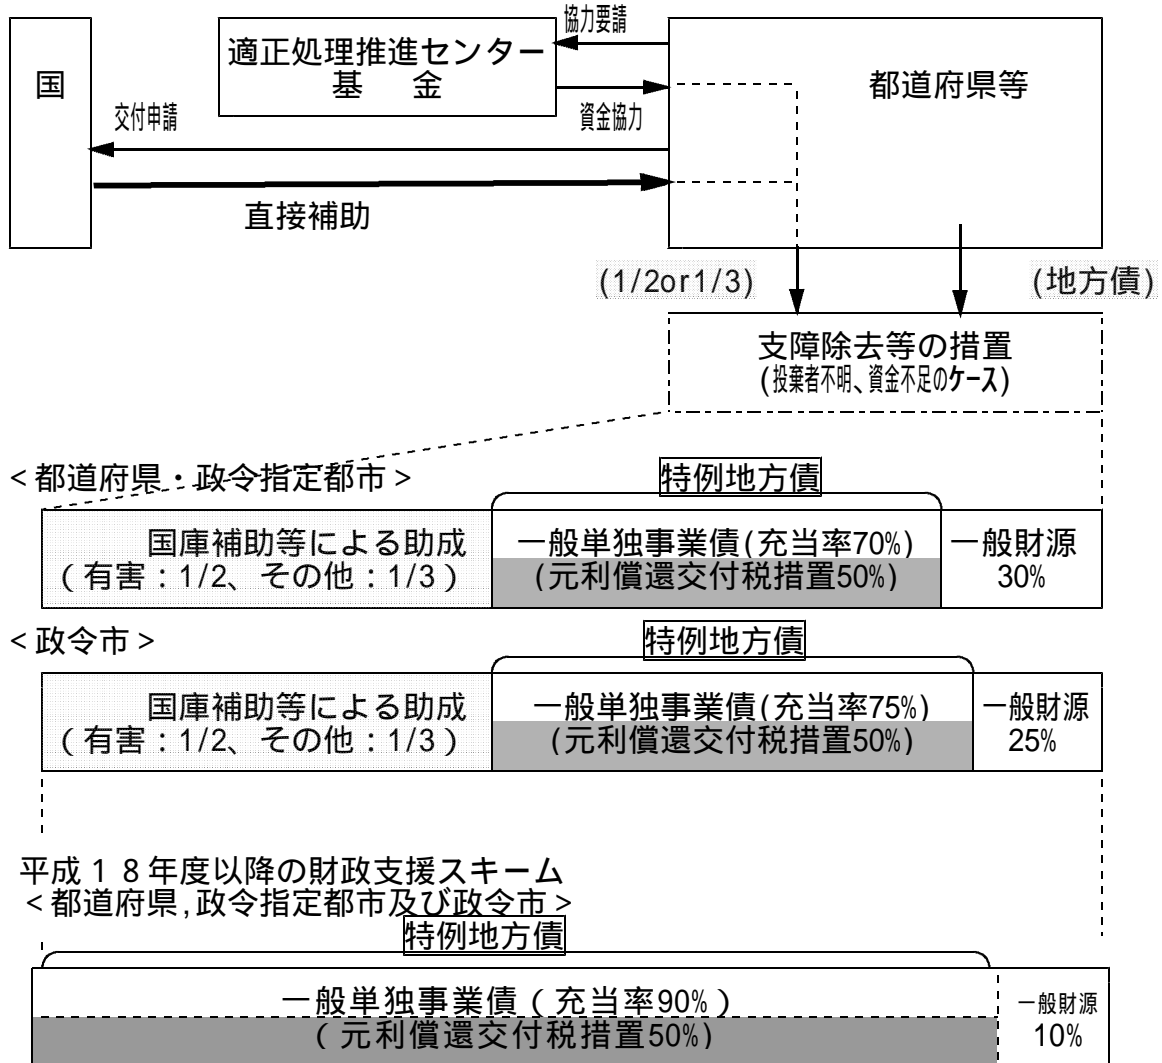 協力要請
適正処理推進センター
基　金
国
都道府県等
交付申請
資金協力
直接補助
(1/2or1/3)
(地方債)
支障除去等の措置
(投棄者不明、資金不足のケース)
<都道府県・政令指定都市>
特例地方債
国庫補助等による助成
(有害：1/2、その他：1/3)
一般単独事業債(充当率70%)
(元利償還交付税措置50%)
一般財源
30%
<政令市>
特例地方債
国庫補助等による助成
(有害：1/2、その他：1/3)
一般単独事業債(充当率75%)
(元利償還交付税措置50%)
一般財源
25%
平成１８年度以降の財政支援スキーム
<都道府県,政令指定都市及び政令市>
特例地方債
一般単独事業債(充当率90%)
(元利償還交付税措置50%)
一般財源
10%